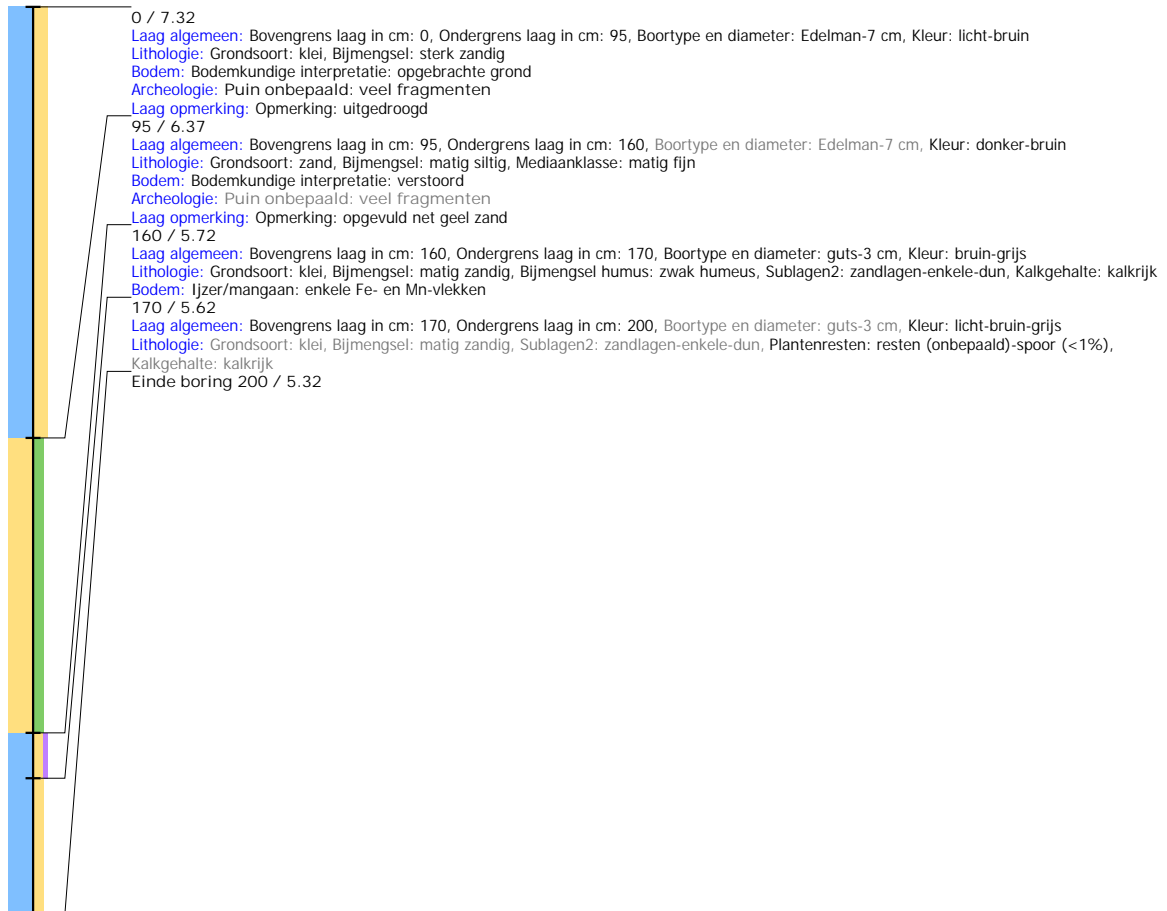 0 / 7.32
Laag algemeen: Bovengrens laag in cm: 0, Ondergrens laag in cm: 95, Boortype en diameter: Edelman-7 cm, Kleur: licht-bruin
Lithologie: Grondsoort: klei, Bijmengsel: sterk zandig
Bodem: Bodemkundige interpretatie: opgebrachte grond
Archeologie: Puin onbepaald: veel fragmenten
Laag opmerking: Opmerking: uitgedroogd
95 / 6.37
Laag algemeen: Bovengrens laag in cm: 95, Ondergrens laag in cm: 160, Boortype en diameter: Edelman-7 cm, Kleur: donker-bruin
Lithologie: Grondsoort: zand, Bijmengsel: matig siltig, Mediaanklasse: matig fijn
Bodem: Bodemkundige interpretatie: verstoord
Archeologie: Puin onbepaald: veel fragmenten
Laag opmerking: Opmerking: opgevuld net geel zand
160 / 5.72
Laag algemeen: Bovengrens laag in cm: 160, Ondergrens laag in cm: 170, Boortype en diameter: guts-3 cm, Kleur: bruin-grijs
Lithologie: Grondsoort: klei, Bijmengsel: matig zandig, Bijmengsel humus: zwak humeus, Sublagen2: zandlagen-enkele-dun, Kalkgehalte: kalkrijk
Bodem: Ijzer/mangaan: enkele Fe- en Mn-vlekken
170 / 5.62
Laag algemeen: Bovengrens laag in cm: 170, Ondergrens laag in cm: 200, Boortype en diameter: guts-3 cm, Kleur: licht-bruin-grijs
Lithologie: Grondsoort: klei, Bijmengsel: matig zandig, Sublagen2: zandlagen-enkele-dun, Plantenresten: resten (onbepaald)-spoor (<1%),
Kalkgehalte: kalkrijk
Einde boring 200 / 5.32